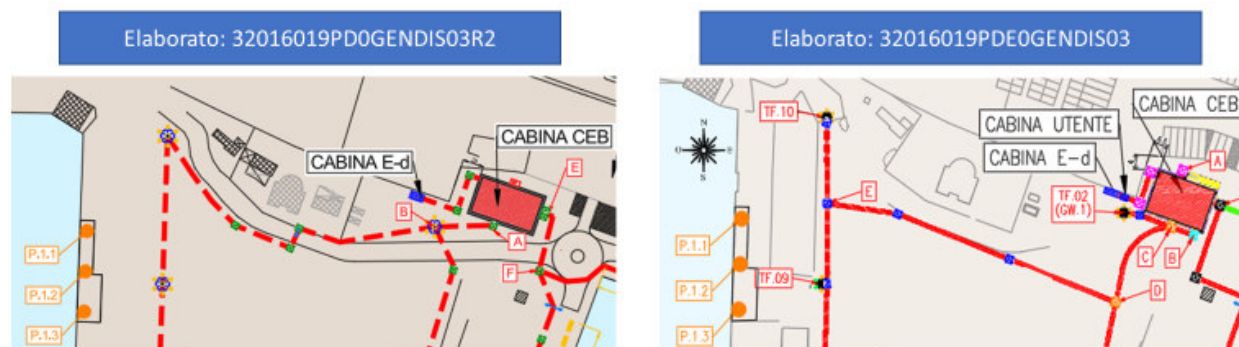 Elaborato: 32016019PD0GENDIS03R2
CABINA CEB
CABINA E-d
E
B
A
F
P.1.1
P.1.2
P.1.3
Elaborato: 32016019PDE0GENDIS03
TF.10
N
S
CABINA CEB
CABINA UTENTE
CABINA E-d
A
TF.02
(GW.1)
E
C
B
P.1.1
P.1.2
P.1.3
TF.09
D